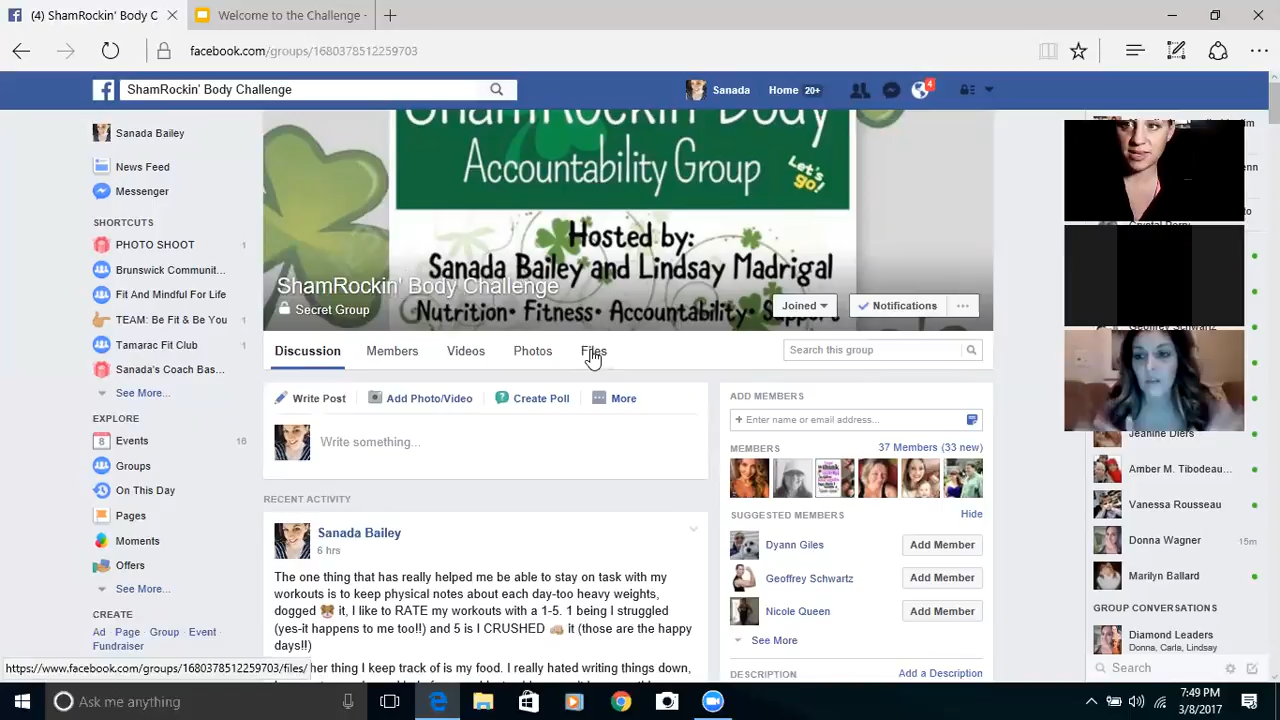 (4) ShamRockin' Body C
Welcome to the Challenge -
facebook.com/groups/1680378512259703
ShamRockin' Body Challenge
Sanada
Home 20+
4
Sanada Bailey
News Feed
Messenger
SHORTCUTS
PHOTO SHOOT 1
Brunswick Communit...
Fit And Mindful For Life
TEAM: Be Fit & Be You 1
Tamarac Fit Club 1
Sanada's Coach Bas...
See More...
EXPLORE
Events 16
Groups
On This Day
Pages
Moments
Offers
See More...
CREATE
Ad Page Group Event
Fundraiser
https://www.facebook.com/groups/1680378512259703/files/
ShamRockin' Body
Accountability Group
Let's go!
Hosted by:
Sanada Bailey and Lindsay Madrigal
Nutrition• Fitness• Accountability•
ShamRockin' Body Challenge
Secret Group
Joined
Notifications
Discussion Members Videos Photos Files
Search this group
Write Post Add Photo/Video Create Poll More
Write something...
RECENT ACTIVITY
Sanada Bailey
6 hrs
The one thing that has really helped me be able to stay on task with my
workouts is to keep physical notes about each day-too heavy weights,
dogged it, I like to RATE my workouts with a 1-5. 1 being I struggled
(yes-it happens to me too!!) and 5 is I CRUSHED it (those are the happy
days!!)
her thing I keep track of is my food. I really hated writing things down,
ADD MEMBERS
+ Enter name or email address...
MEMBERS 37 Members (33 new)
SUGGESTED MEMBERS Hide
Dyann Giles Add Member
Geoffrey Schwartz Add Member
Nicole Queen Add Member
See More
DESCRIPTION Add a Description
Jeanine Diers
Amber M. Tibodeau...
Vanessa Rousseau
Donna Wagner 15m
Marilyn Ballard
GROUP CONVERSATIONS
Diamond Leaders
Donna, Carla, Lindsay
Search
Ask me anything
7:49 PM
3/8/2017